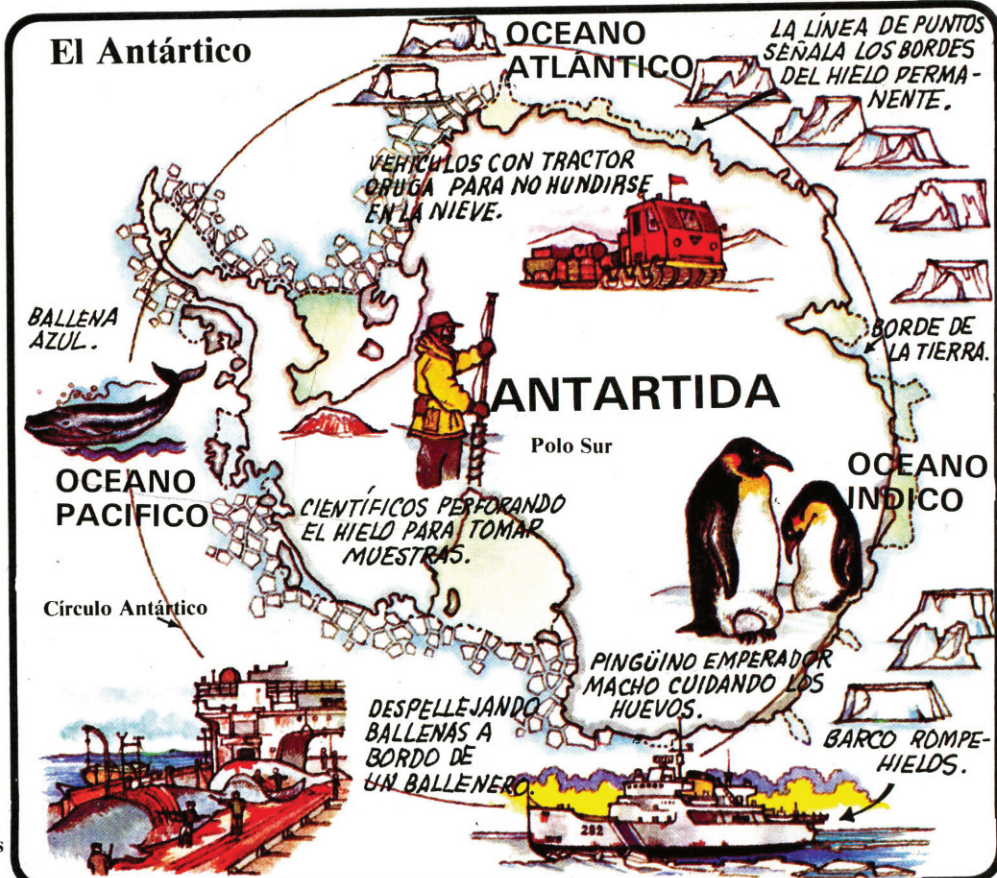 El Antártico
OCEANO
ATLÁNTICO
LA LÍNEA DE PUNTOS
SEÑALA LOS BORDES
DEL HIELO PERMA-
NENTE.
VEHICULOS CON TRACTOR
ORUGA PARA NO HUNDIRSE
EN LA NIEVE.
BALLENA
AZUL.
BORDE DE
LA TIERRA.
ANTARTIDA
Polo Sur
OCEANO
PACIFICO
OCEANO
INDICO
CIENTÍFICOS PERFORANDO
EL HIELO PARA TOMAR
MUESTRAS.
Círculo Antártico
PINGÜINO EMPERADOR
MACHO CUIDANDO LOS
HUEVOS.
DESPELLEJANDO
BALLENAS A
BORDO DE
UN BALLENERO.
BARCO ROMPE-
HIELOS.
282
s